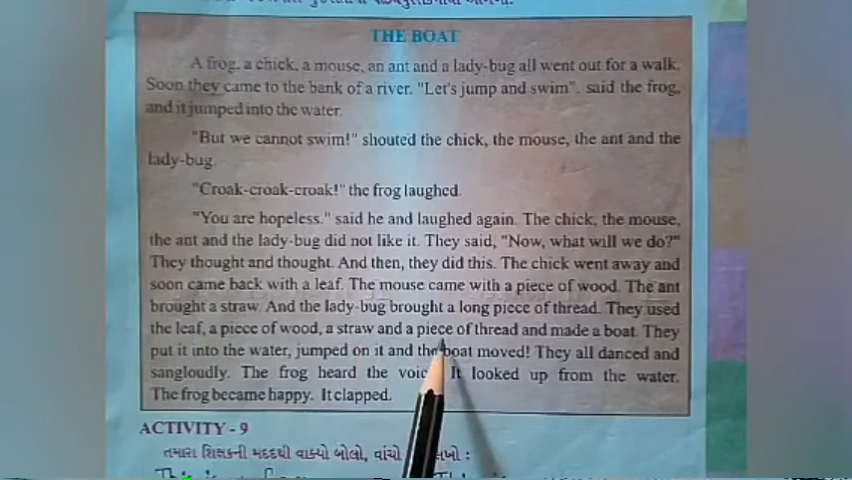 THE BOAT
A frog, a chick, a mouse, an ant and a lady-bug all went out for a walk.
Soon they came to the bank of a river. "Let's jump and swim", said the frog,
and it jumped into the water.
"But we cannot swim!" shouted the chick, the mouse, the ant and the
lady-bug.
"Croak-croak-croak!" the frog laughed.
"You are hopeless." said he and laughed again. The chick, the mouse,
the ant and the lady-bug did not like it. They said, "Now, what will we do?"
They thought and thought. And then, they did this. The chick went away and
soon came back with a leaf. The mouse came with a piece of wood. The ant
brought a straw. And the lady-bug brought a long piece of thread. They used
the leaf, a piece of wood, a straw and a piece of thread and made a boat. They
put it into the water, jumped on it and the boat moved! They all danced and
sangloudly. The frog heard the It looked up from the water.
The frog became happy. It clapped.
ACTIVITY - 9
તમારા શિક્ષકની મદદથી વાક્યો બોલો, વાંચો